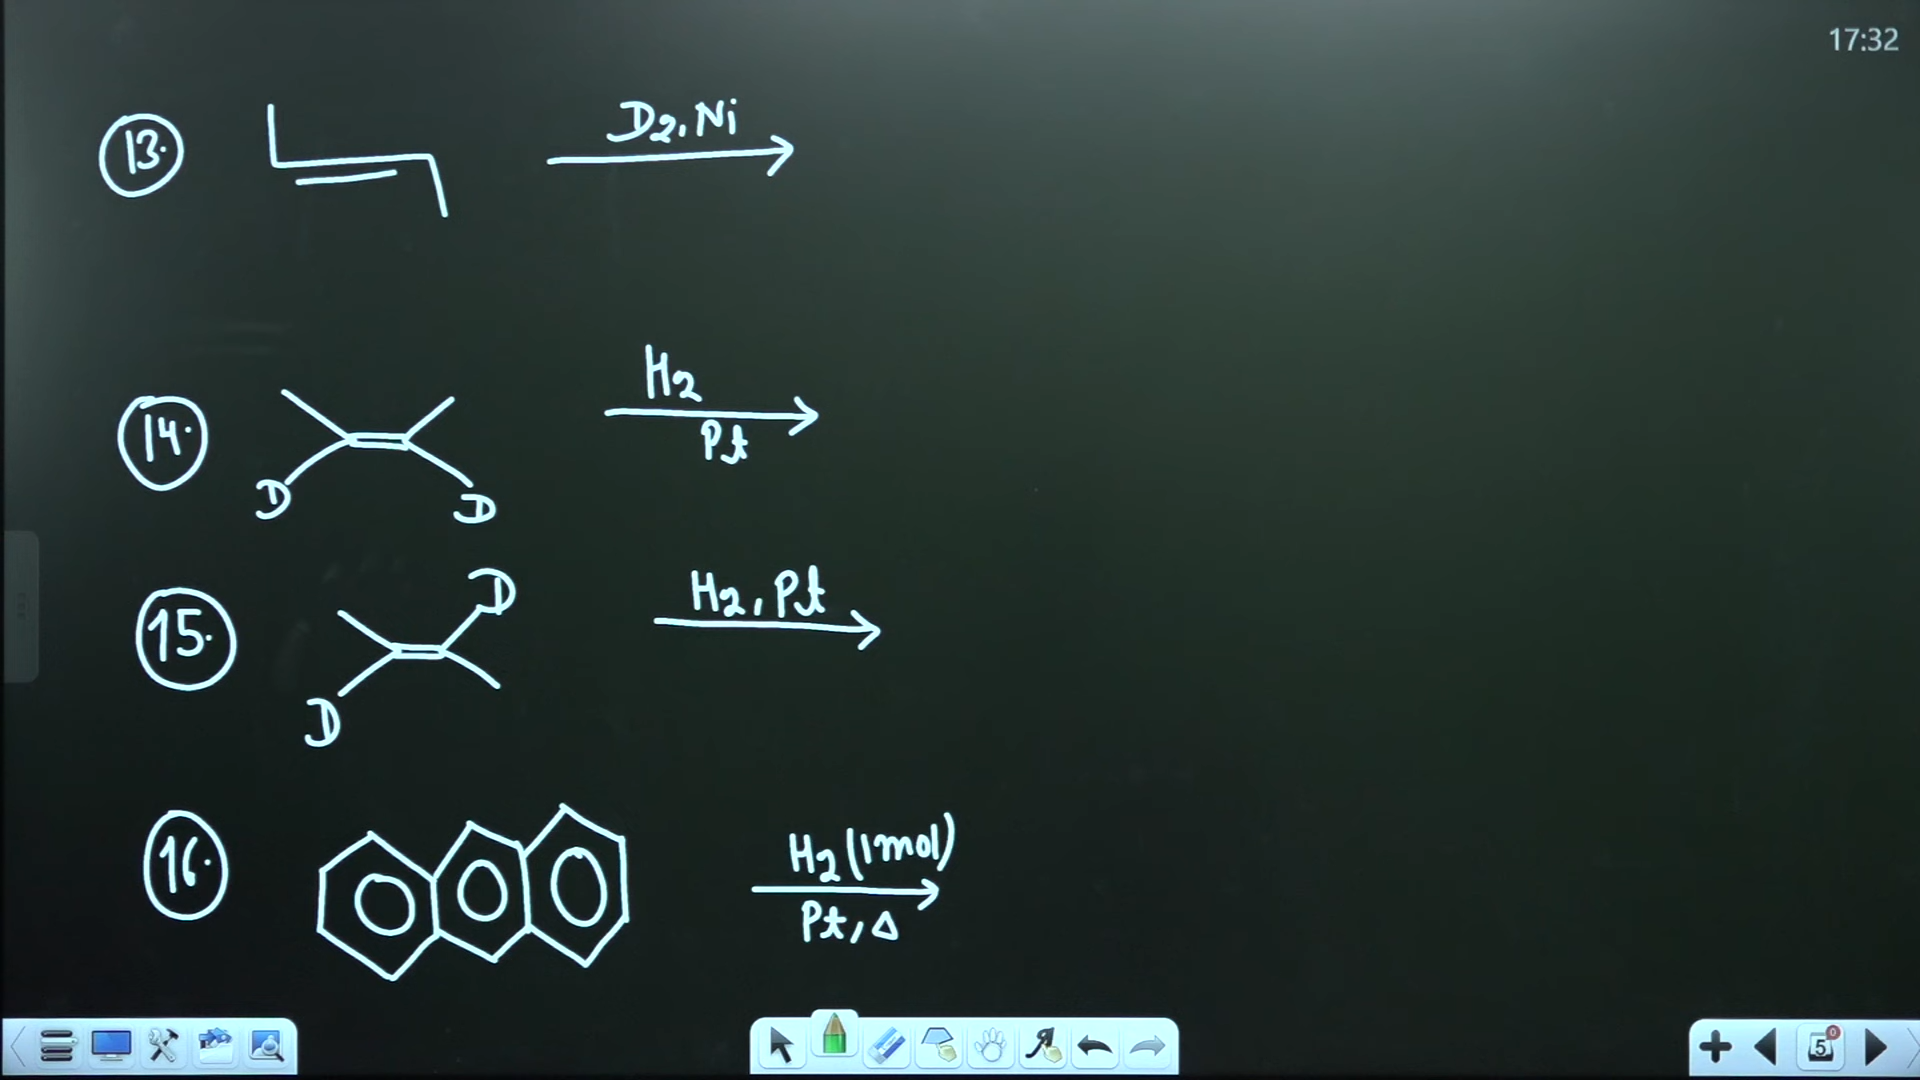 17:32
13. D2, Ni
14. H2
Pt
D D
15. D H2, Pt
D
16. H2 (1mol)
Pt, Δ
5